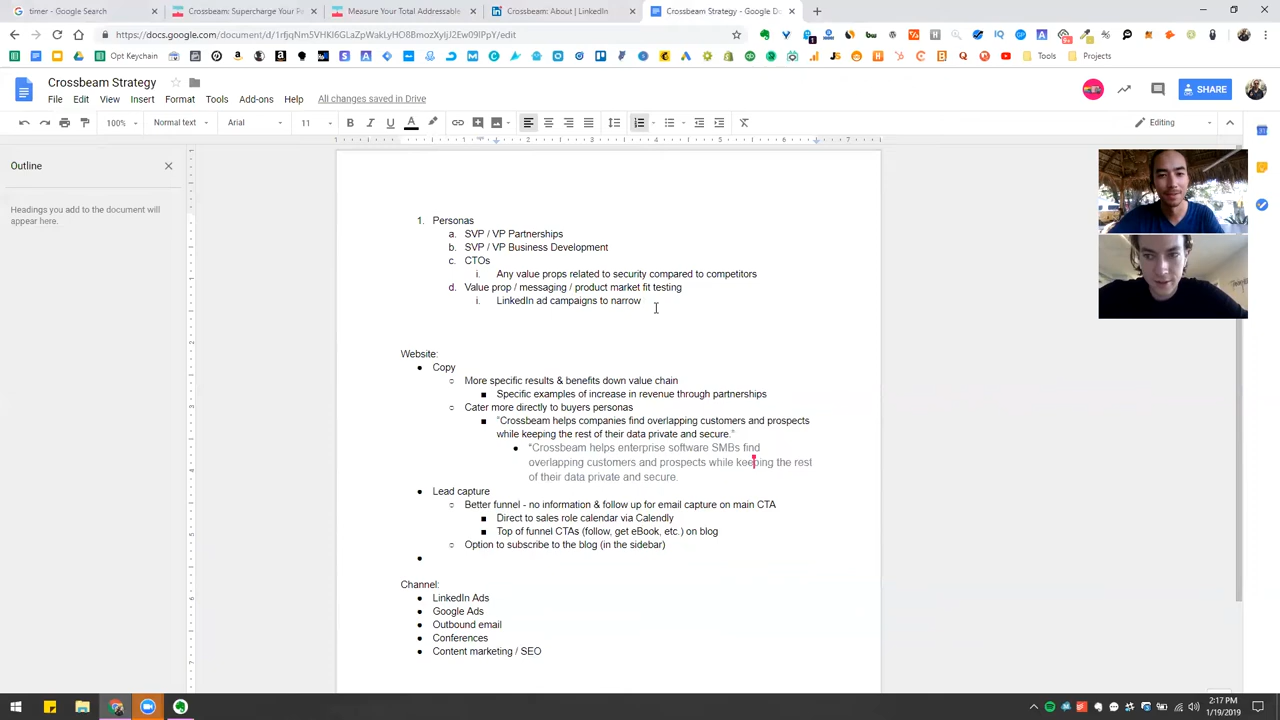 timer - Google Search
Crossbeam: Supercharge Your Pa
Measure Your Total Addressable
Crossbeam: About | LinkedIn
Crossbeam Strategy - Google Do
Opt Keychain
Tools
Projects
Crossbeam Strategy
File Edit View Insert Format Tools Add-ons Help
All changes saved in Drive
SHARE
100%
Normal text
Arial
11
Editing
Outline
Headings you add to the document will
appear here.
1. Personas
a. SVP / VP Partnerships
b. SVP / VP Business Development
c. CTOs
i. Any value props related to security compared to competitors
d. Value prop / messaging / product market fit testing
i. LinkedIn ad campaigns to narrow
Website:
● Copy
○ More specific results & benefits down value chain
■ Specific examples of increase in revenue through partnerships
○ Cater more directly to buyers personas
■ “Crossbeam helps companies find overlapping customers and prospects
while keeping the rest of their data private and secure.”
● “Crossbeam helps enterprise software SMBs find
overlapping customers and prospects while keeping the rest
of their data private and secure.
● Lead capture
○ Better funnel - no information & follow up for email capture on main CTA
■ Direct to sales role calendar via Calendly
■ Top of funnel CTAs (follow, get eBook, etc.) on blog
○ Option to subscribe to the blog (in the sidebar)
●
Channel:
● LinkedIn Ads
● Google Ads
● Outbound email
● Conferences
● Content marketing / SEO
2:17 PM
1/19/2019